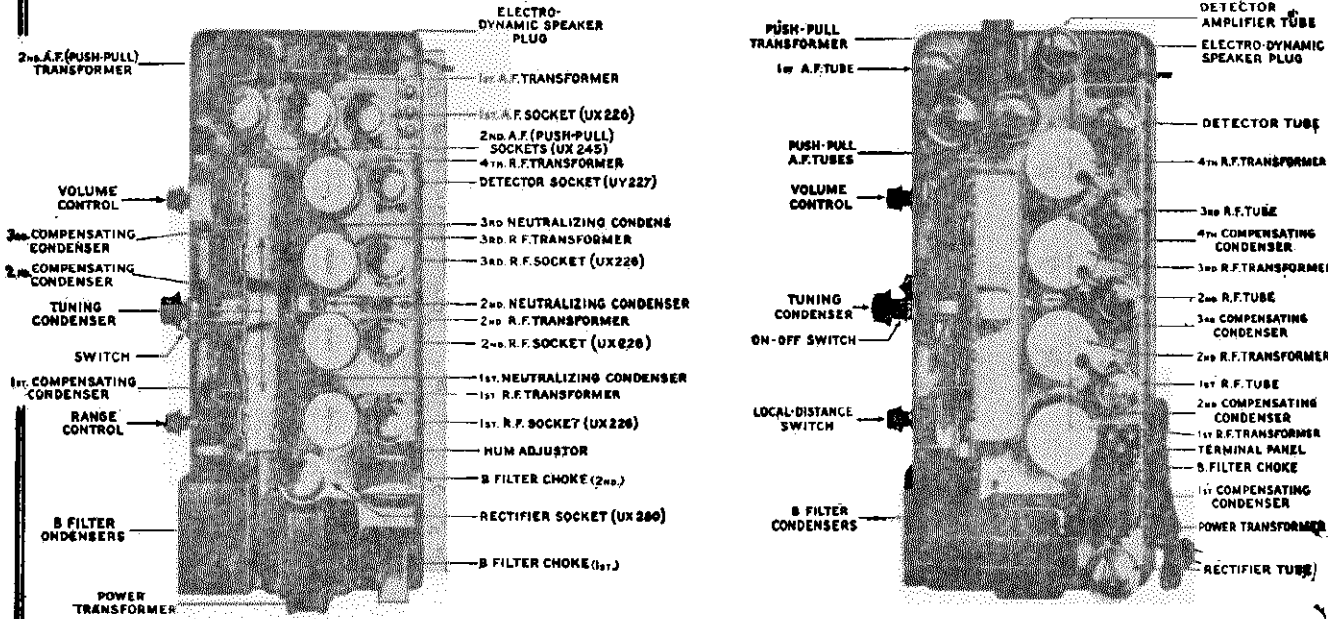 ELECTRO-
DYNAMIC SPEAKER
PLUG
2ND. A.F. (PUSH-PULL)
TRANSFORMER
1ST A.F. TRANSFORMER
1ST. A.F. SOCKET (UX226)
2ND. A.F. (PUSH-PULL)
SOCKETS (UX 245)
4TH. R.F. TRANSFORMER
DETECTOR SOCKET (UY227)
VOLUME
CONTROL
3RD NEUTRALIZING CONDENS
3RD. COMPENSATING
CONDENSER
3RD. R.F. TRANSFORMER
3RD. R.F. SOCKET (UX226)
2ND. COMPENSATING
CONDENSER
2ND. NEUTRALIZING CONDENSER
TUNING
CONDENSER
2ND R.F. TRANSFORMER
2ND. R.F. SOCKET (UX226)
SWITCH
1ST. NEUTRALIZING CONDENSER
1ST. COMPENSATING
CONDENSER
1ST R.F. TRANSFORMER
RANGE
CONTROL
1ST. R.F. SOCKET (UX226)
HUM ADJUSTOR
B FILTER CHOKE (2ND.)
RECTIFIER SOCKET (UX280)
B FILTER
ONDENSERS
B FILTER CHOKE (1ST.)
POWER
TRANSFORMER
DETECTOR
AMPLIFIER TUBE
PUSH-PULL
TRANSFORMER
ELECTRO-DYNAMIC
SPEAKER PLUG
1ST A.F. TUBE
DETECTOR TUBE
PUSH-PULL
A.F. TUBES
4TH R.F. TRANSFORMER
VOLUME
CONTROL
3RD R.F. TUBE
4TH COMPENSATING
CONDENSER
3RD R.F. TRANSFORMER
TUNING
CONDENSER
2ND R.F. TUBE
3RD COMPENSATING
CONDENSER
ON-OFF SWITCH
2ND R.F. TRANSFORMER
1ST R.F. TUBE
LOCAL-DISTANCE
SWITCH
2ND COMPENSATING
CONDENSER
1ST R.F. TRANSFORMER
TERMINAL PANEL
B. FILTER CHOKE
1ST COMPENSATING
CONDENSER
B FILTER
CONDENSERS
POWER TRANSFORMER
RECTIFIER TUBE